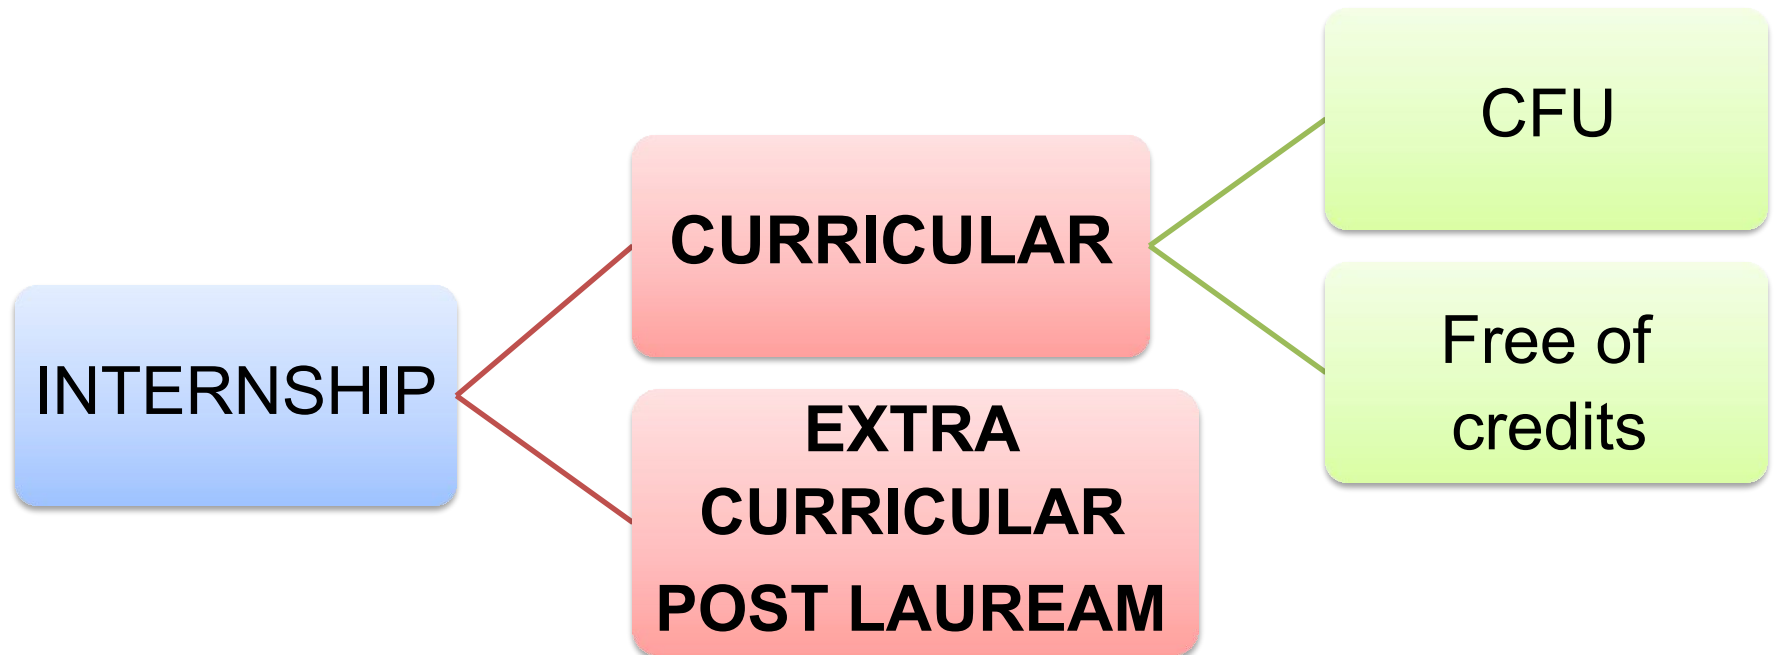 INTERNSHIP
CURRICULAR
EXTRA
CURRICULAR
POST LAUREAM
CFU
Free of
credits